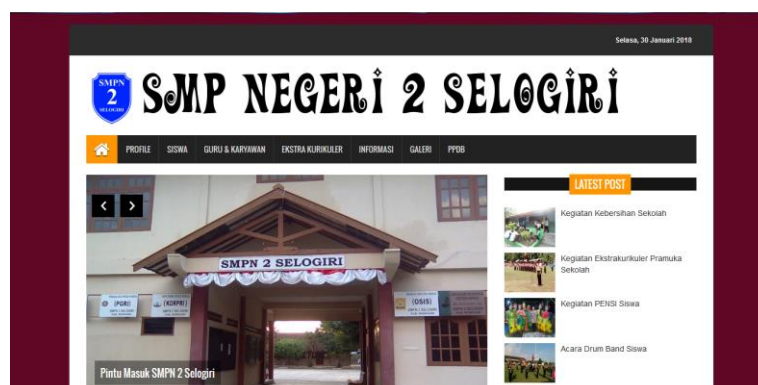 Selasa, 30 Januari 2018
SMPN
2
SELOGIRI
SMP NEGERI 2 SELOGIRI
PROFILE SISWA GURU & KARYAWAN EKSTRA KURIKULER INFORMASI GALERI PPDB
LATEST POST
Kegiatan Kebersihan Sekolah
Kegiatan Ekstrakurikuler Pramuka
Sekolah
Kegiatan PENSI Siswa
Acara Drum Band Siswa
SMPN 2 SELOGIRI
(PGRI)
(KORPRI)
(OSIS)
Pintu Masuk SMPN 2 Selogiri